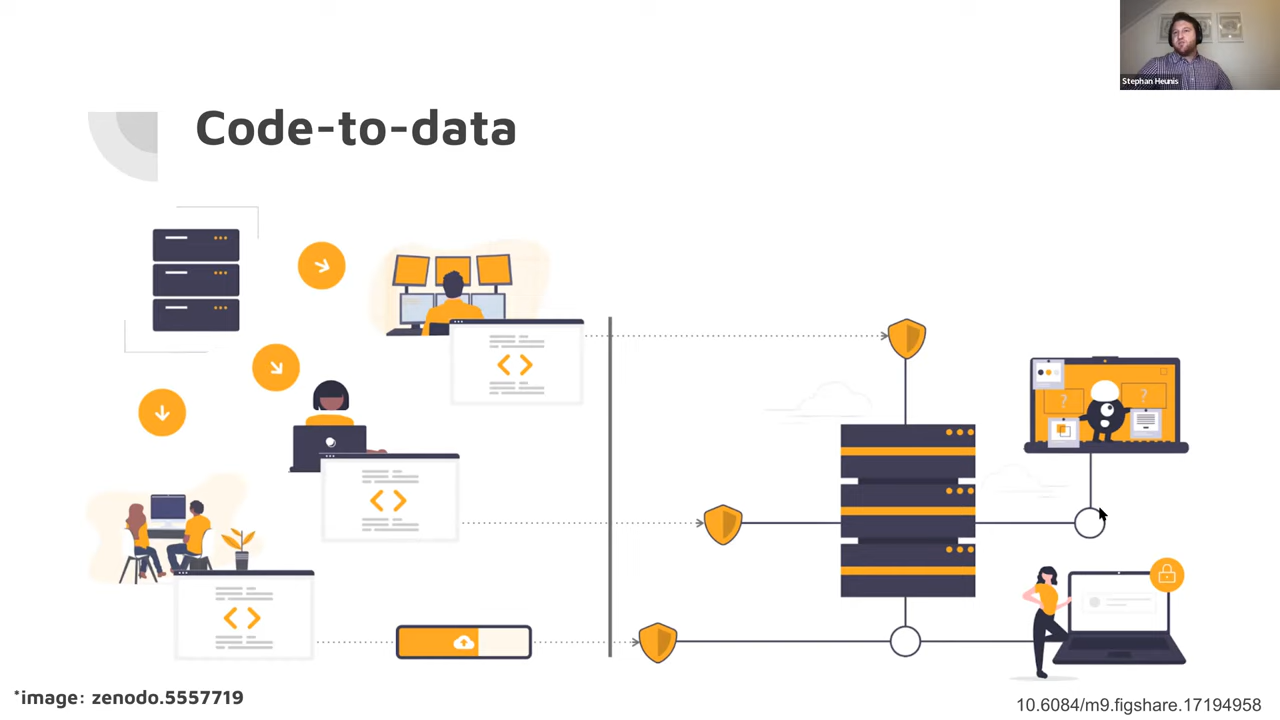 Stephan Heunis
Code-to-data
? ?
*image: zenodo.5557719
10.6084/m9.figshare.17194958